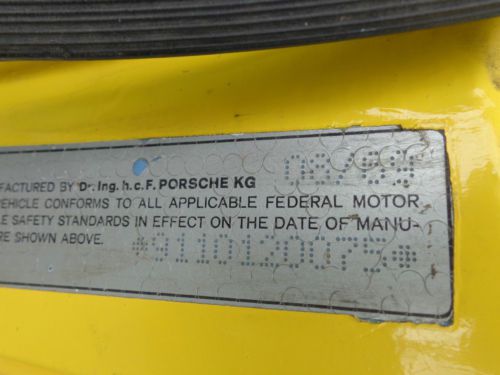 FACTURED BY Dr. Ing. h.c. F. PORSCHE KG
EHICLE CONFORMS TO ALL APPLICABLE FEDERAL MOTOR
LE SAFETY STANDARDS IN EFFECT ON THE DATE OF MANU-
RE SHOWN ABOVE.
*9110120075*